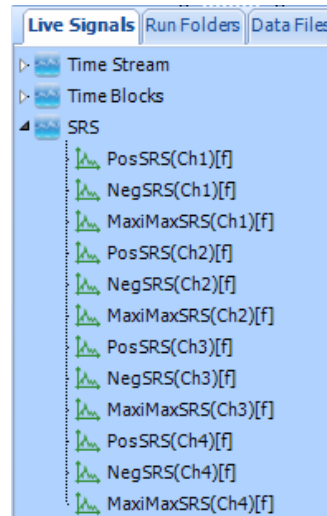 Live Signals Run Folders Data Files
Time Stream
Time Blocks
SRS
PosSRS(Ch1)[f]
NegSRS(Ch1)[f]
MaxiMaxSRS(Ch1)[f]
PosSRS(Ch2)[f]
NegSRS(Ch2)[f]
MaxiMaxSRS(Ch2)[f]
PosSRS(Ch3)[f]
NegSRS(Ch3)[f]
MaxiMaxSRS(Ch3)[f]
PosSRS(Ch4)[f]
NegSRS(Ch4)[f]
MaxiMaxSRS(Ch4)[f]